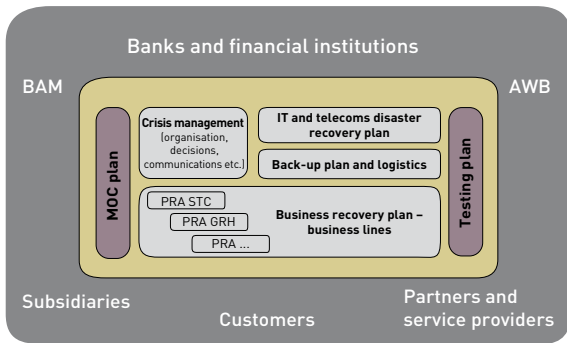 Banks and financial institutions
BAM
AWB
MOC plan
Crisis management
(organisation,
decisions,
communications etc.)
IT and telecoms disaster
recovery plan
Back-up plan and logistics
Testing plan
PRA STC
PRA GRH
PRA ...
Business recovery plan –
business lines
Subsidiaries
Customers
Partners and
service providers